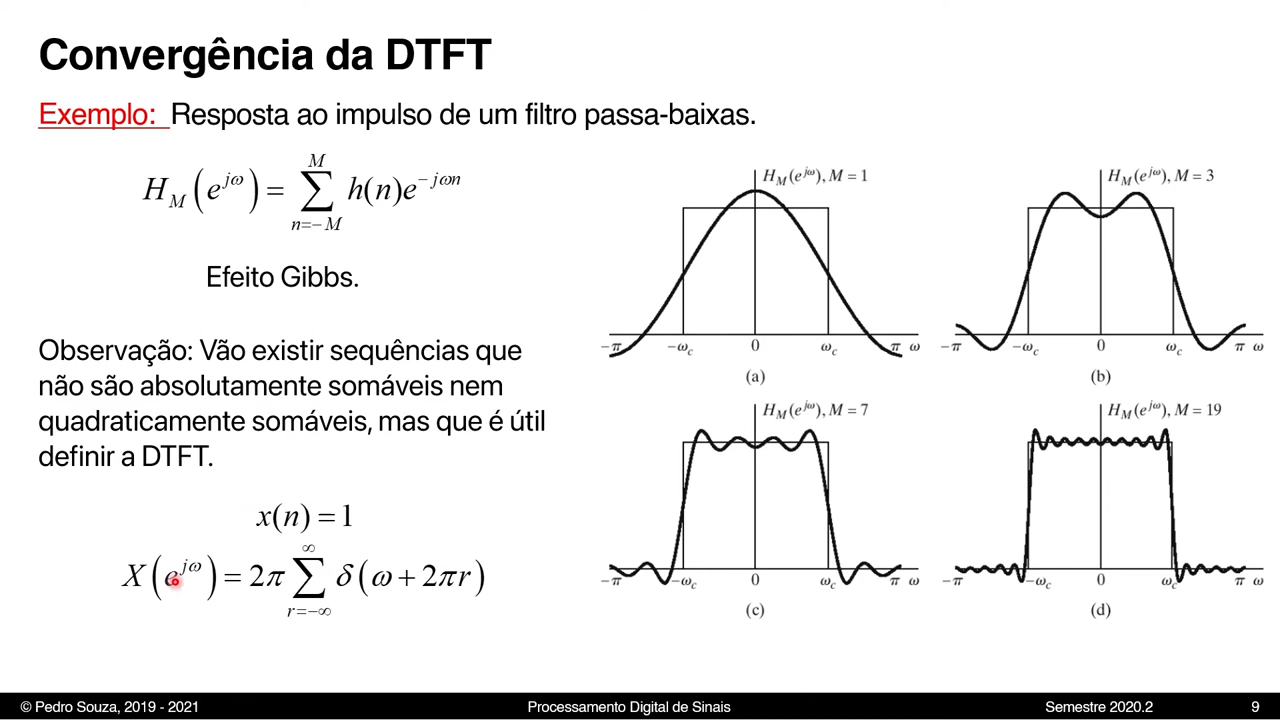 Convergência da DTFT
Exemplo: Resposta ao impulso de um filtro passa-baixas.
H_M(e^{jω}) = \sum_{n=-M}^{M} h(n)e^{-jωn}
Efeito Gibbs.
Observação: Vão existir sequências que
não são absolutamente somáveis nem
quadraticamente somáveis, mas que é útil
definir a DTFT.
x(n) = 1
X(e^{jω}) = 2π \sum_{r=-∞}^{∞} δ(ω + 2πr)
H_M(e^{jω}), M = 1
−π −ω_c 0 ω_c π ω
(a)
H_M(e^{jω}), M = 3
−π −ω_c 0 ω_c π ω
(b)
H_M(e^{jω}), M = 7
−π −ω_c 0 ω_c π ω
(c)
H_M(e^{jω}), M = 19
−π −ω_c 0 ω_c π ω
(d)
© Pedro Souza, 2019 - 2021 Processamento Digital de Sinais Semestre 2020.2 9